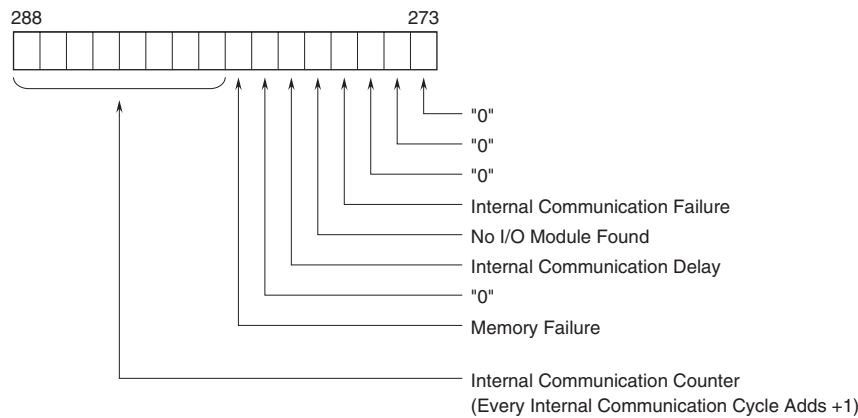 288 273
"0"
"0"
"0"
Internal Communication Failure
No I/O Module Found
Internal Communication Delay
"0"
Memory Failure
Internal Communication Counter
(Every Internal Communication Cycle Adds +1)